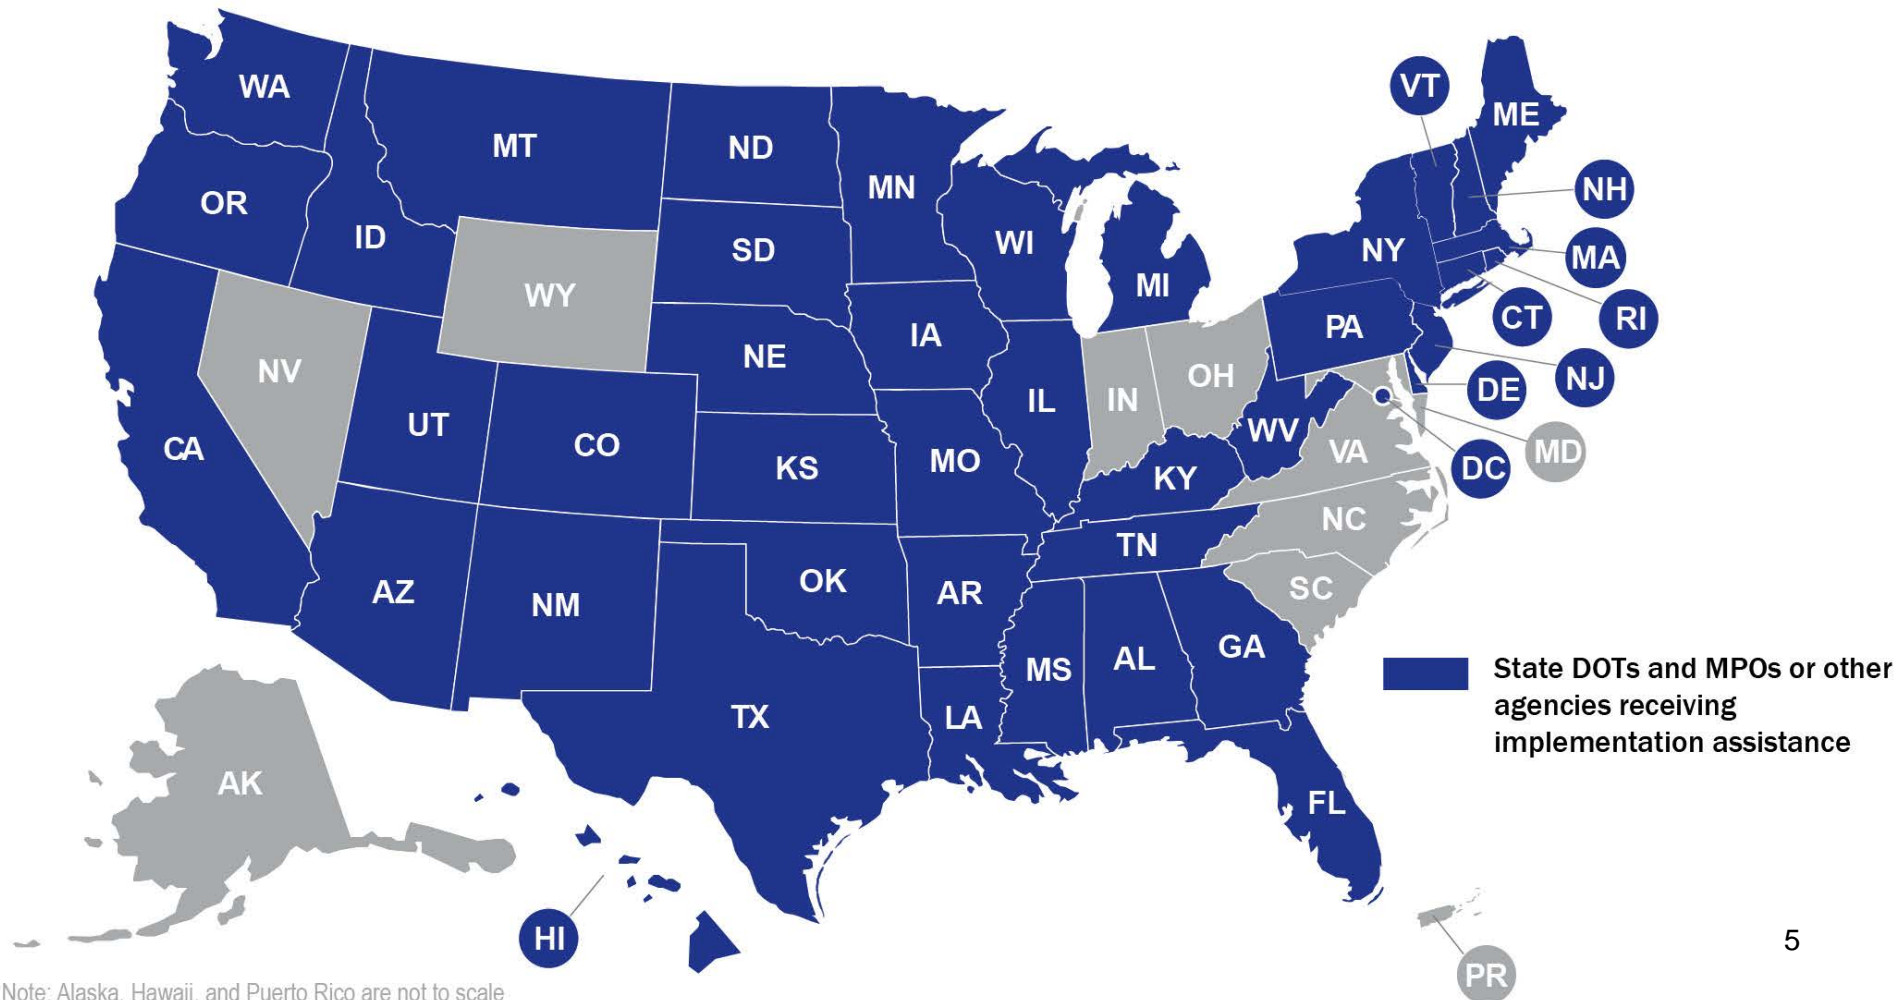 WA
MT
ND
MN
VT
ME
OR
ID
SD
WI
MI
NY
NH
MA
WY
NV
NE
IA
PA
CT
RI
UT
CO
CA
KS
MO
IL
IN
OH
WV
KY
VA
DE
NJ
MD
DC
AZ
NM
OK
AR
TN
NC
SC
MS
AL
GA
TX
LA
FL
AK
HI
PR
State DOTs and MPOs or other
agencies receiving
implementation assistance
5
Note: Alaska, Hawaii, and Puerto Rico are not to scale